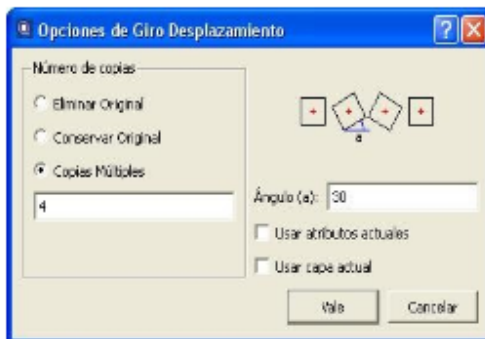 Opciones de Giro Desplazamiento
Número de copias
Eliminar Original
Conservar Original
Copias Múltiples
4
a
Ángulo (a): 30
Usar atributos actuales
Usar capa actual
Vale Cancelar